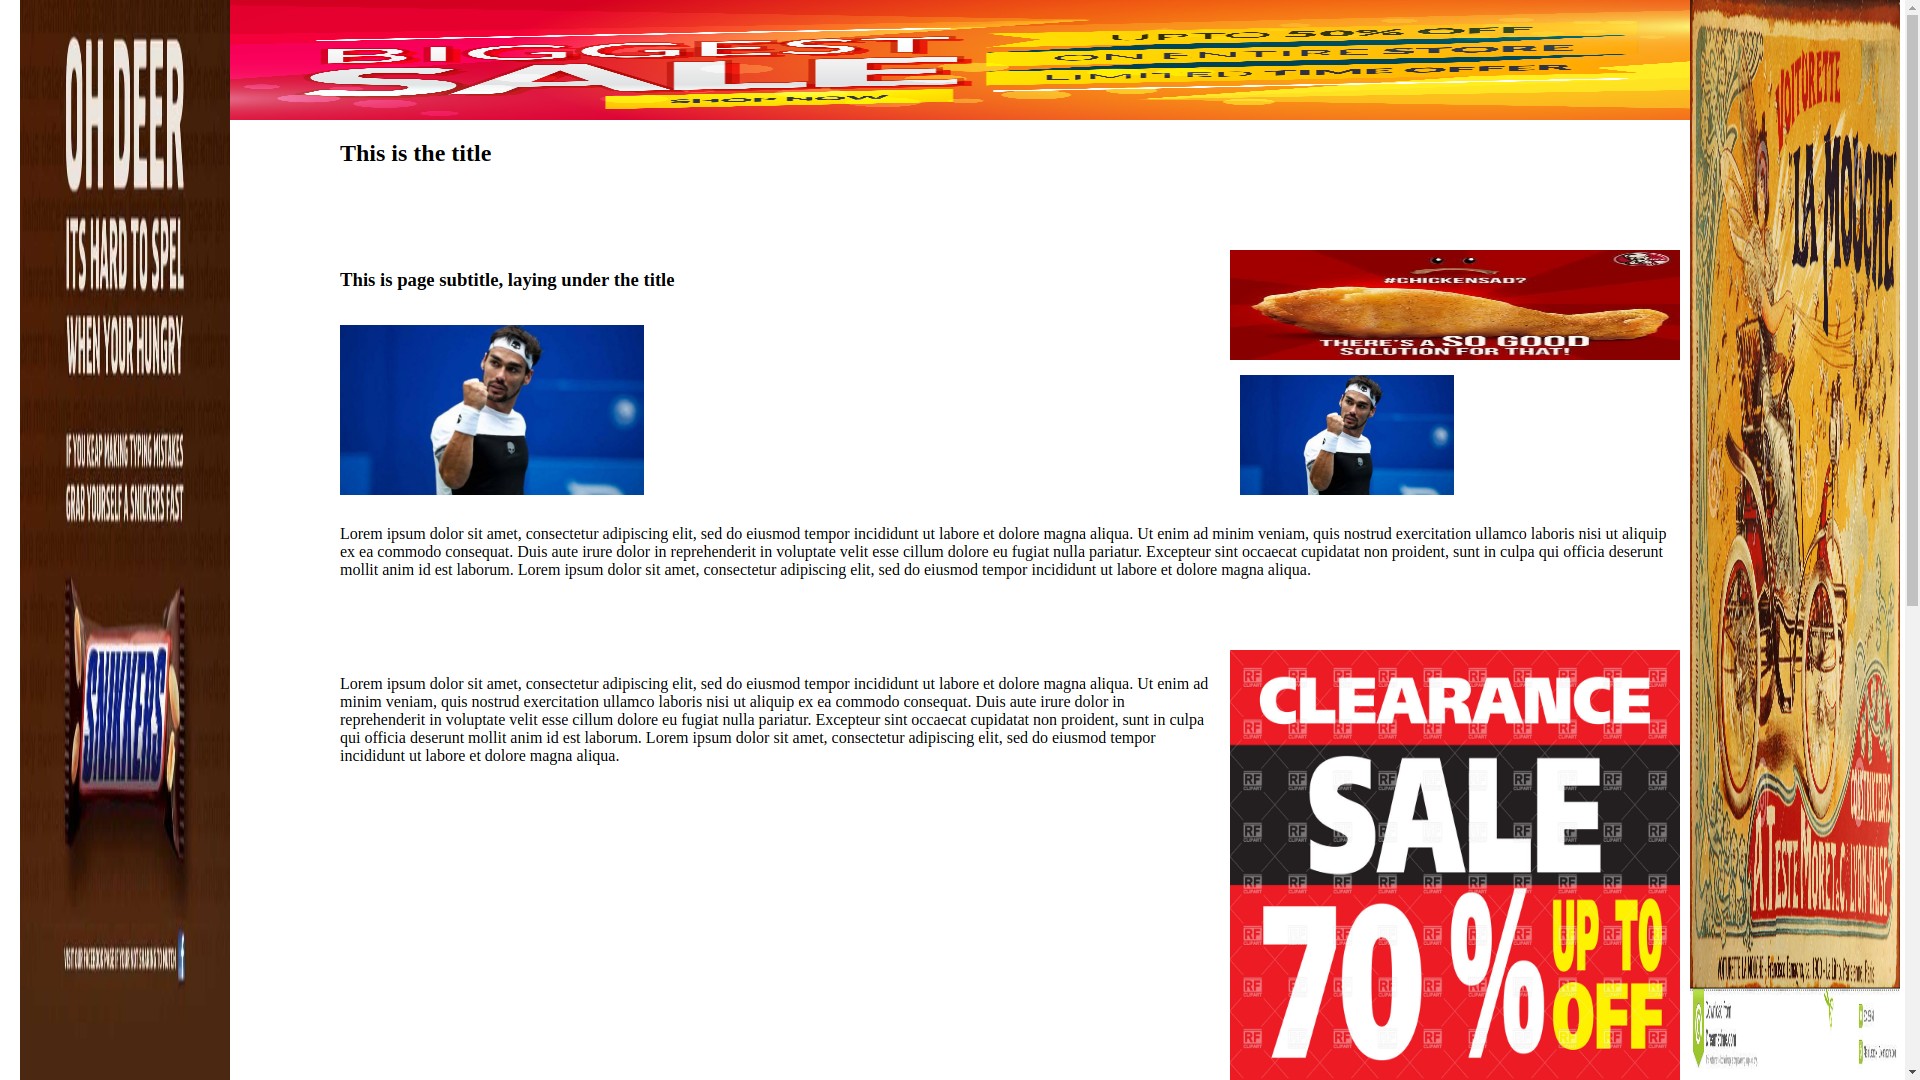 OH DEER
ITS HARD TO SPEL
WHEN YOUR HUNGRY
IF YOU KEAP MAKING TYPING MISTAKES
GRAB YOURSELF A SNICKERS FAST
SNIKKERS
BIGGEST
SALE
SHOP NOW
UPTO 50% OFF
ON ENTIRE STORE
LIMITED TIME OFFER
This is the title
This is page subtitle, laying under the title
#CHICKENSAD?
THERE'S A SO GOOD
SOLUTION FOR THAT!
Lorem ipsum dolor sit amet, consectetur adipiscing elit, sed do eiusmod tempor incididunt ut labore et dolore magna aliqua. Ut enim ad minim veniam, quis nostrud exercitation ullamco laboris nisi ut aliquip
ex ea commodo consequat. Duis aute irure dolor in reprehenderit in voluptate velit esse cillum dolore eu fugiat nulla pariatur. Excepteur sint occaecat cupidatat non proident, sunt in culpa qui officia deserunt
mollit anim id est laborum. Lorem ipsum dolor sit amet, consectetur adipiscing elit, sed do eiusmod tempor incididunt ut labore et dolore magna aliqua.
Lorem ipsum dolor sit amet, consectetur adipiscing elit, sed do eiusmod tempor incididunt ut labore et dolore magna aliqua. Ut enim ad
minim veniam, quis nostrud exercitation ullamco laboris nisi ut aliquip ex ea commodo consequat. Duis aute irure dolor in
reprehenderit in voluptate velit esse cillum dolore eu fugiat nulla pariatur. Excepteur sint occaecat cupidatat non proident, sunt in culpa
qui officia deserunt mollit anim id est laborum. Lorem ipsum dolor sit amet, consectetur adipiscing elit, sed do eiusmod tempor
incididunt ut labore et dolore magna aliqua.
CLEARANCE
SALE
70% UP TO
OFF
VOITURETTE
LA MOUCHE
Download from
Dreamstime.com